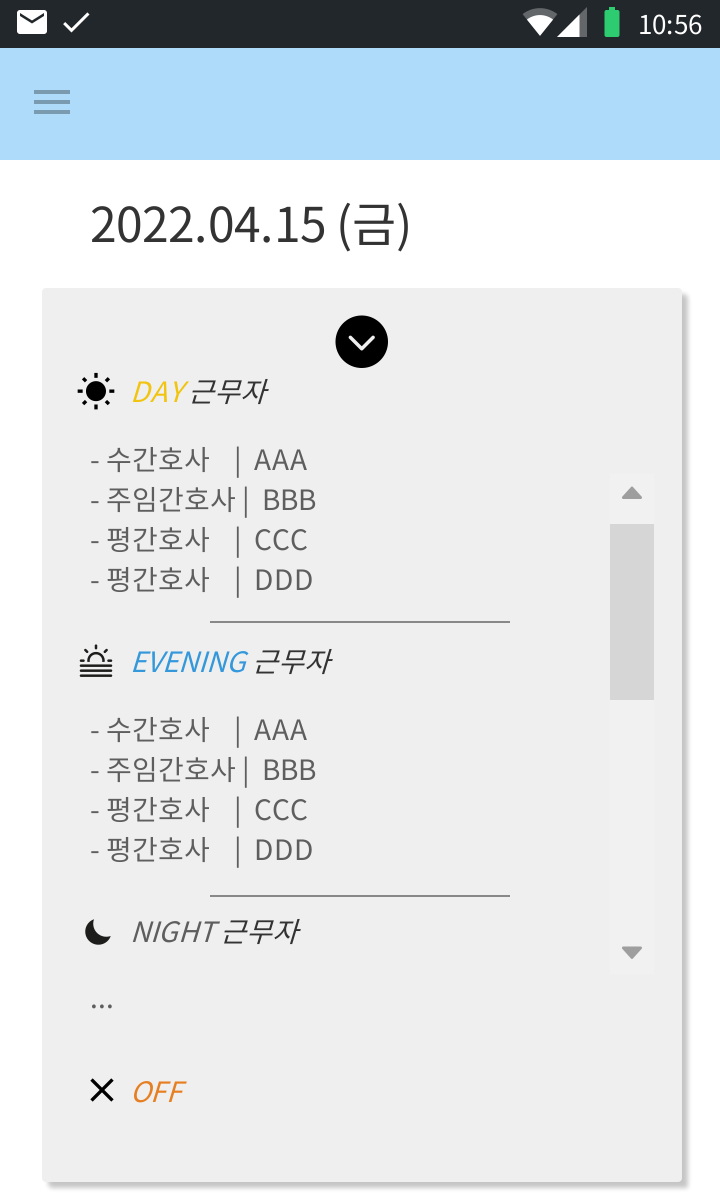 10:56
2022.04.15 (금)
DAY 근무자
- 수간호사 | AAA
- 주임간호사 | BBB
- 평간호사 | CCC
- 평간호사 | DDD
EVENING 근무자
- 수간호사 | AAA
- 주임간호사 | BBB
- 평간호사 | CCC
- 평간호사 | DDD
NIGHT 근무자
...
OFF